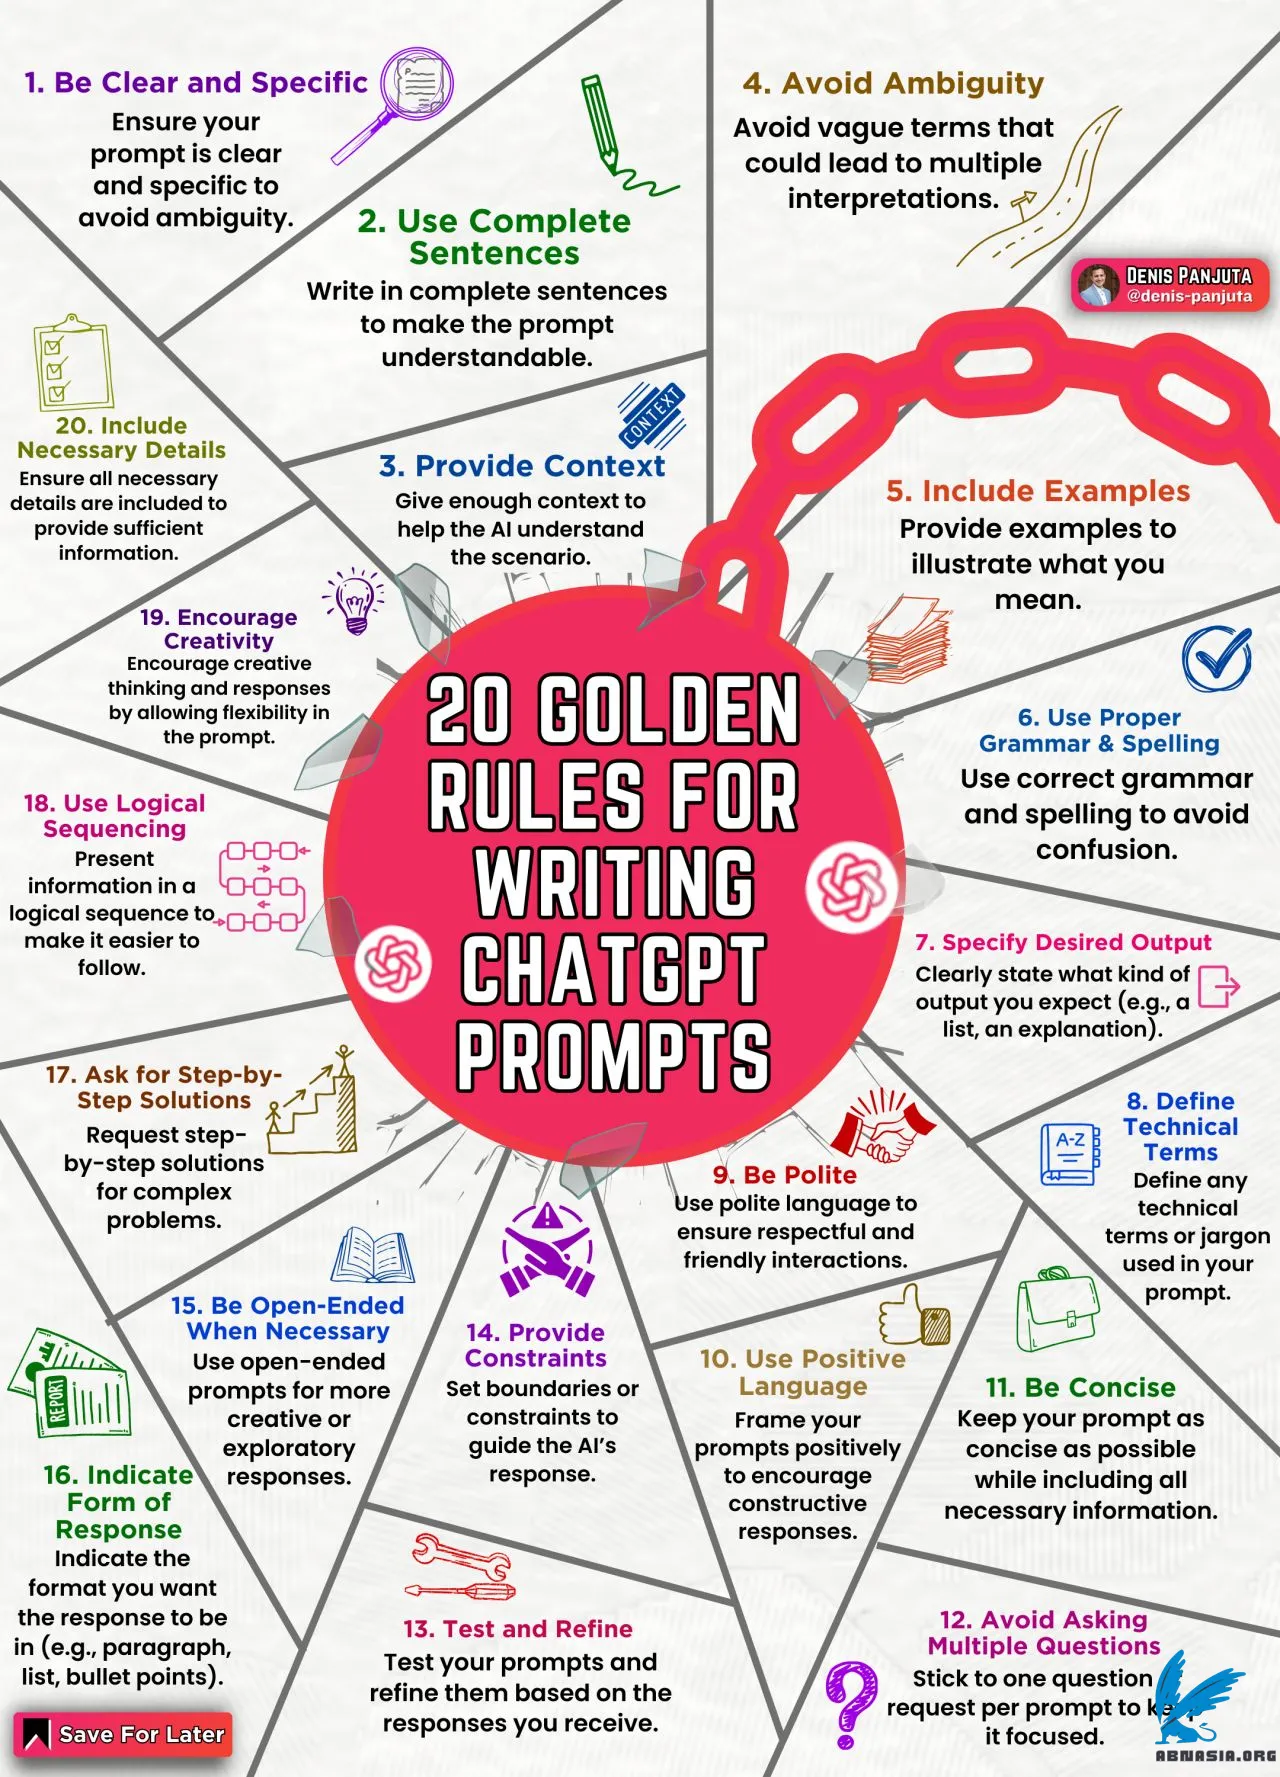 1. Be Clear and Specific
Ensure your
prompt is clear
and specific to
avoid ambiguity.
2. Use Complete
Sentences
Write in complete sentences
to make the prompt
understandable.
CONTEXT
3. Provide Context
Give enough context to
help the AI understand
the scenario.
4. Avoid Ambiguity
Avoid vague terms that
could lead to multiple
interpretations.
DENIS PANJUTA
@denis-panjuta
5. Include Examples
Provide examples to
illustrate what you
mean.
6. Use Proper
Grammar & Spelling
Use correct grammar
and spelling to avoid
confusion.
7. Specify Desired Output
Clearly state what kind of
output you expect (e.g., a
list, an explanation).
A-Z
8. Define
Technical
Terms
Define any
technical
terms or jargon
used in your
prompt.
9. Be Polite
Use polite language to
ensure respectful and
friendly interactions.
10. Use Positive
Language
Frame your
prompts positively
to encourage
constructive
responses.
11. Be Concise
Keep your prompt as
concise as possible
while including all
necessary information.
12. Avoid Asking
Multiple Questions
Stick to one question
request per prompt to
it focused.
13. Test and Refine
Test your prompts and
refine them based on the
responses you receive.
14. Provide
Constraints
Set boundaries or
constraints to
guide the AI's
response.
15. Be Open-Ended
When Necessary
Use open-ended
prompts for more
creative or
exploratory
responses.
REPORT
16. Indicate
Form of
Response
Indicate the
format you want
the response to be
in (e.g., paragraph,
list, bullet points).
17. Ask for Step-by-
Step Solutions
Request step-
by-step solutions
for complex
problems.
18. Use Logical
Sequencing
Present
information in a
logical sequence to
make it easier to
follow.
19. Encourage
Creativity
Encourage creative
thinking and responses
by allowing flexibility in
the prompt.
20. Include
Necessary Details
Ensure all necessary
details are included to
provide sufficient
information.
20 GOLDEN
RULES FOR
WRITING
CHATGPT
PROMPTS
Save For Later
ABNASIA.ORG